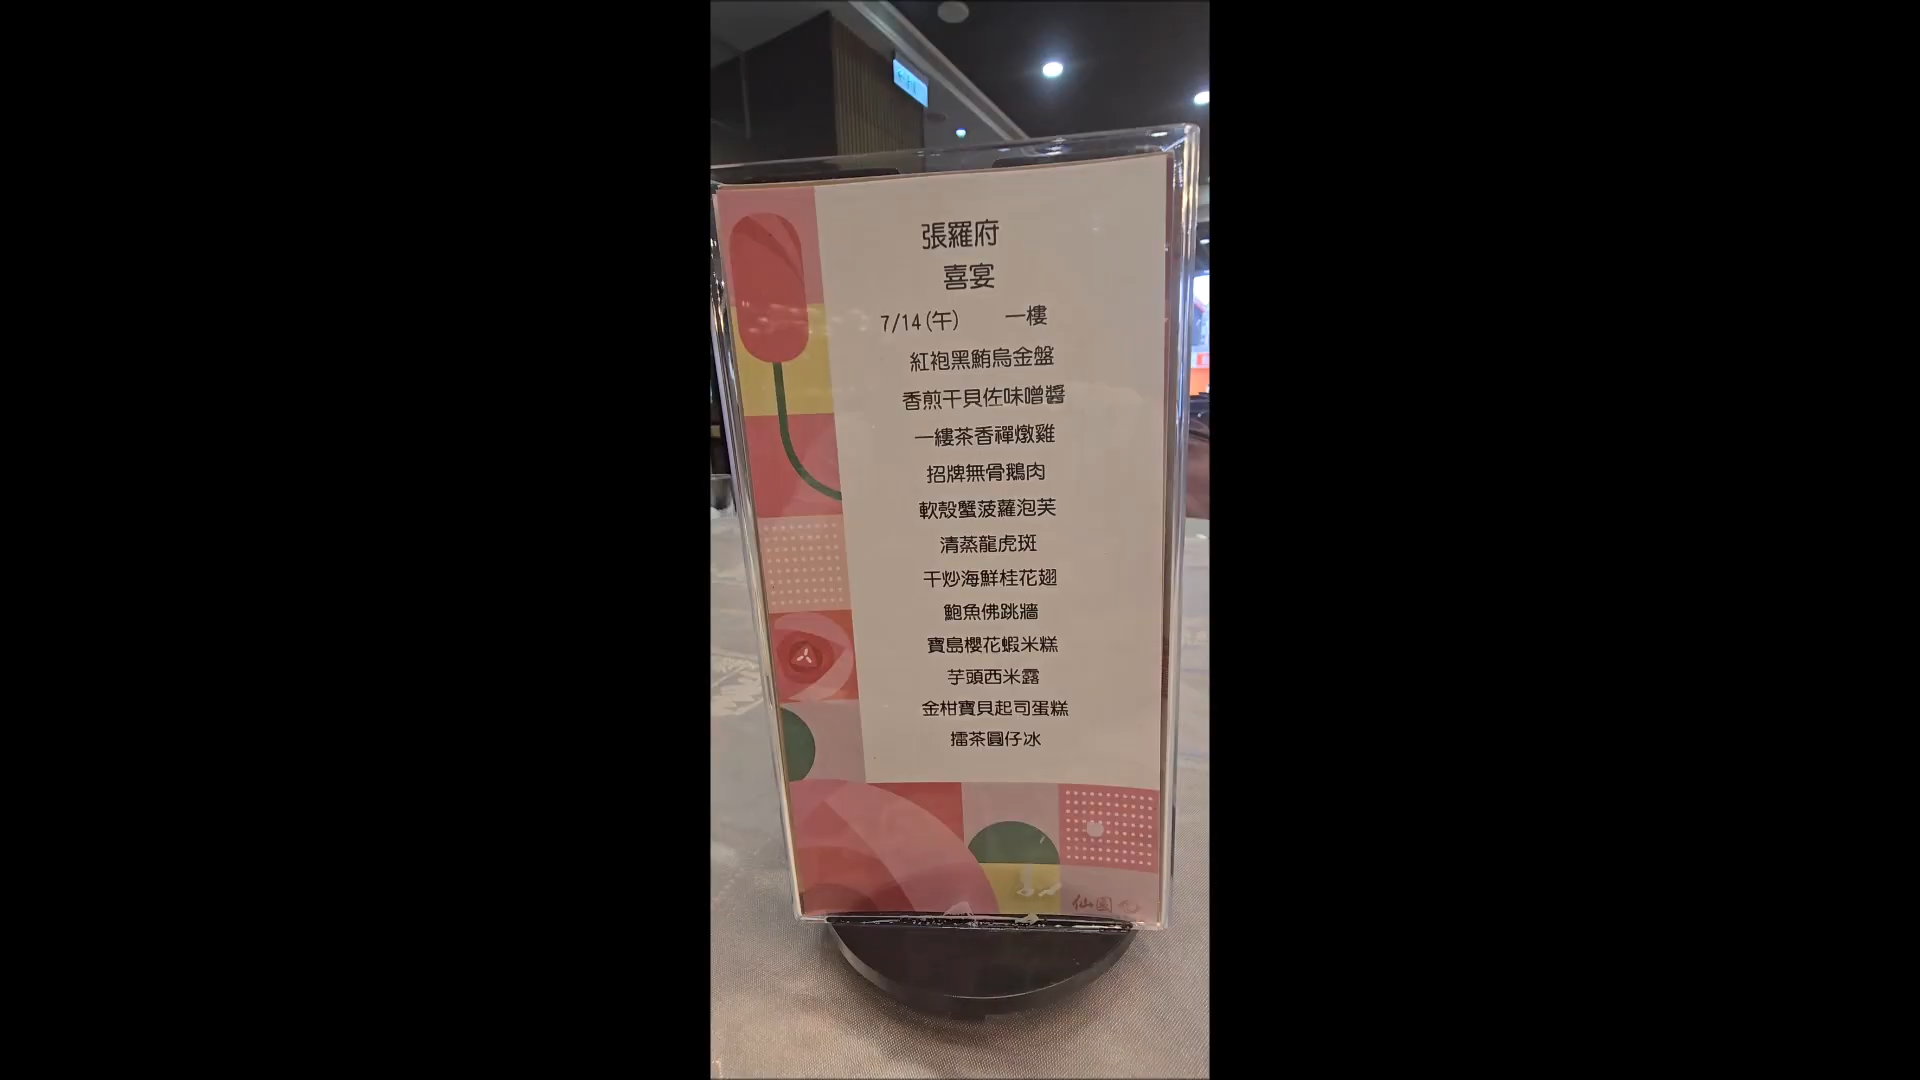 張羅府
喜宴
7/14(午) 一樓
紅袍黑鮪烏金盤
香煎干貝佐味噌醬
一縷茶香禪燉雞
招牌無骨鵝肉
軟殼蟹菠蘿泡芙
清蒸龍虎斑
干炒海鮮桂花翅
鮑魚佛跳牆
寶島櫻花蝦米糕
芋頭西米露
金柑寶貝起司蛋糕
擂茶圓仔冰
仙園